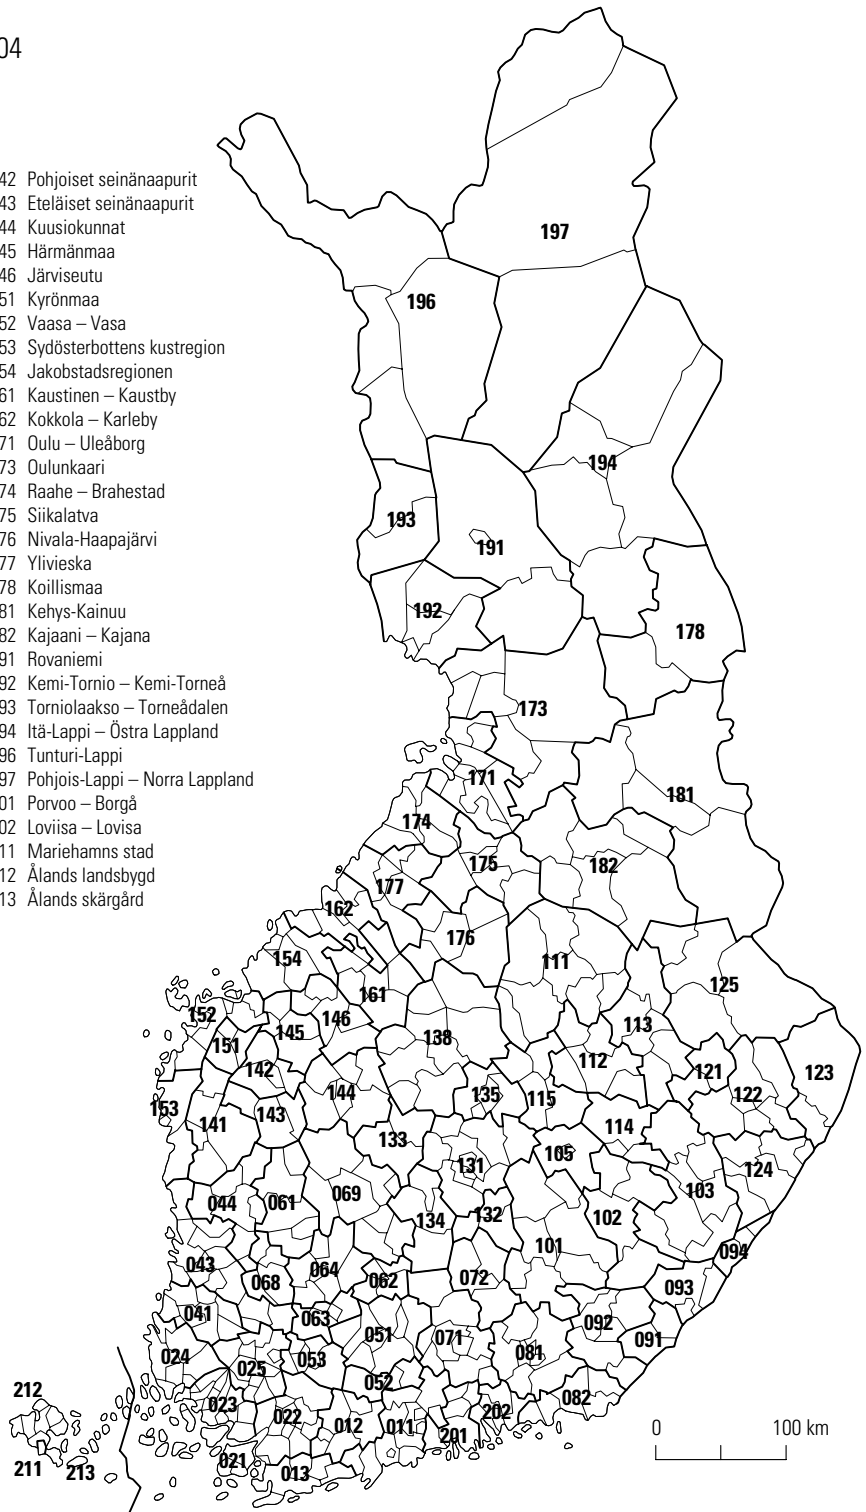 04
42 Pohjoiset seinänaapurit
43 Eteläiset seinänaapurit
44 Kuusiokunnat
45 Härmänmaa
46 Järviseutu
51 Kyrönmaa
52 Vaasa – Vasa
53 Sydösterbottens kustregion
54 Jakobstadsregionen
61 Kaustinen – Kaustby
62 Kokkola – Karleby
71 Oulu – Uleåborg
73 Oulunkaari
74 Raahe – Brahestad
75 Siikalatva
76 Nivala-Haapajärvi
77 Ylivieska
78 Koillismaa
81 Kehys-Kainuu
82 Kajaani – Kajana
91 Rovaniemi
92 Kemi-Tornio – Kemi-Torneå
93 Torniolaakso – Torneådalen
94 Itä-Lappi – Östra Lappland
96 Tunturi-Lappi
97 Pohjois-Lappi – Norra Lappland
01 Porvoo – Borgå
02 Loviisa – Lovisa
11 Mariehamns stad
12 Ålands landsbygd
13 Ålands skärgård
197
196
194
193
191
192
178
173
171
181
174
175
182
177
162
176
154
111
125
161
152
146
113
145
151
138
112
142
121
123
144
135
115
122
153
143
141
114
133
105
131
124
069
103
044
061
134
132
102
101
094
043
064
068
062
072
093
041
063
051
071
092
091
024
025
053
081
052
082
212
023
022
012
011
202
201
211
213
021
013
0 100 km